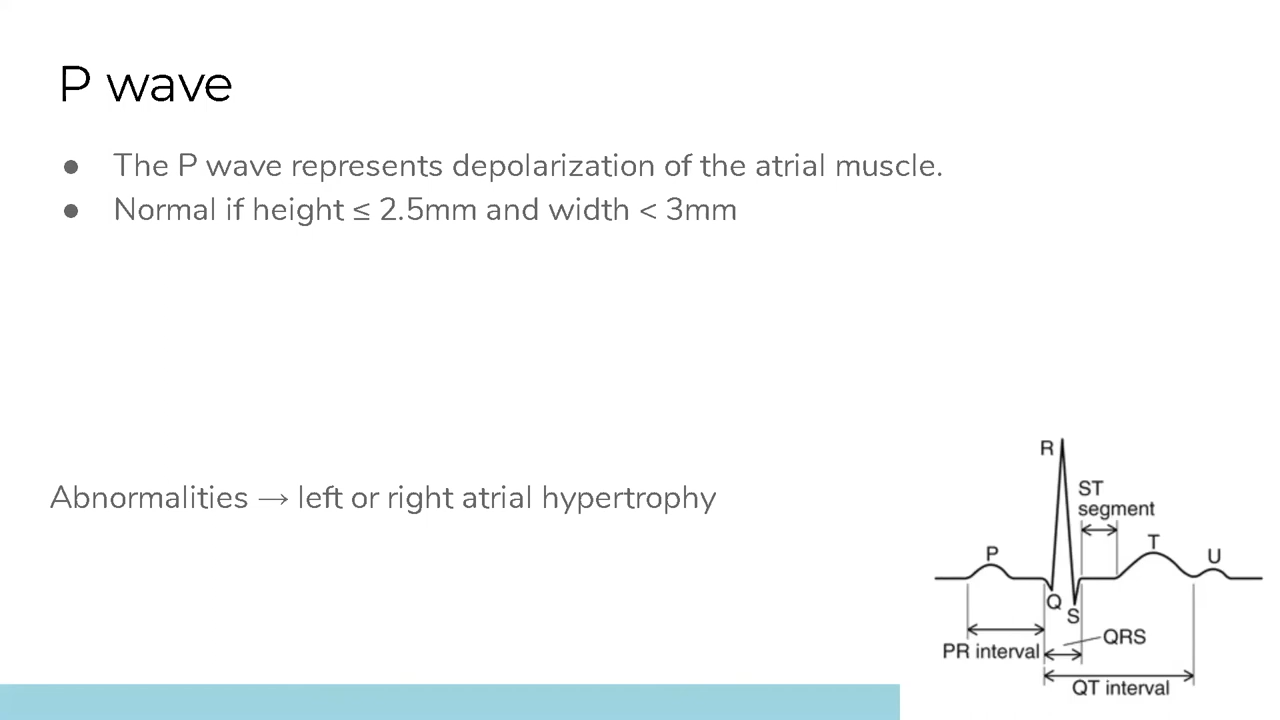 P wave
● The P wave represents depolarization of the atrial muscle.
● Normal if height ≤ 2.5mm and width < 3mm
Abnormalities → left or right atrial hypertrophy
R
ST
segment
P
T
U
Q
S
QRS
PR interval
QT interval